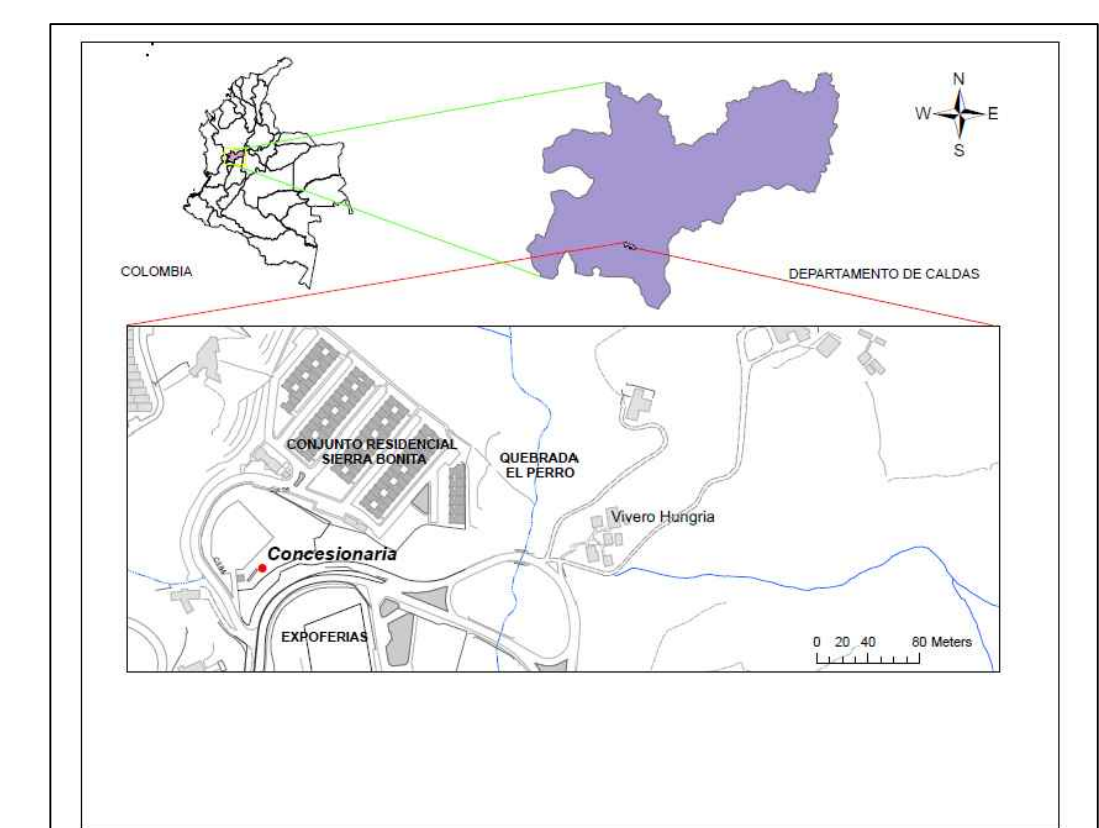 N
W E
S
COLOMBIA
DEPARTAMENTO DE CALDAS
CONJUNTO RESIDENCIAL
SIERRA BONITA
QUEBRADA
EL PERRO
Vivero Hungria
Concesionaria
EXPOFERIAS
0 20 40 80 Meters